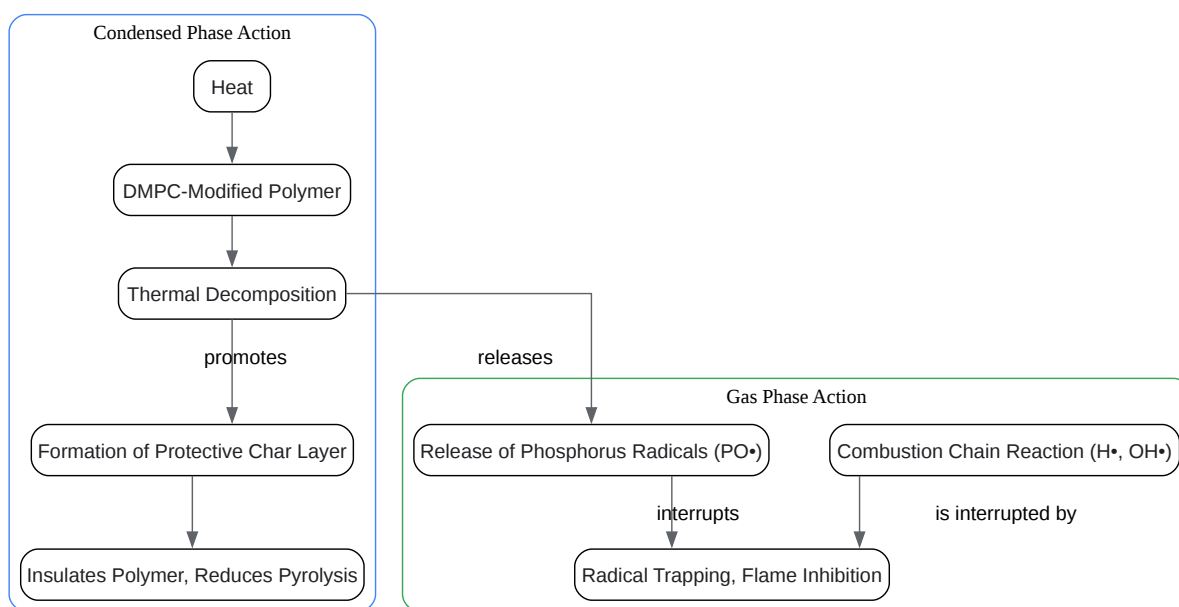 Condensed Phase Action
Heat
DMPC-Modified Polymer
Thermal Decomposition
promotes
releases
Gas Phase Action
Formation of Protective Char Layer
Release of Phosphorus Radicals (PO•)
Combustion Chain Reaction (H•, OH•)
interrupts
is interrupted by
Insulates Polymer, Reduces Pyrolysis
Radical Trapping, Flame Inhibition